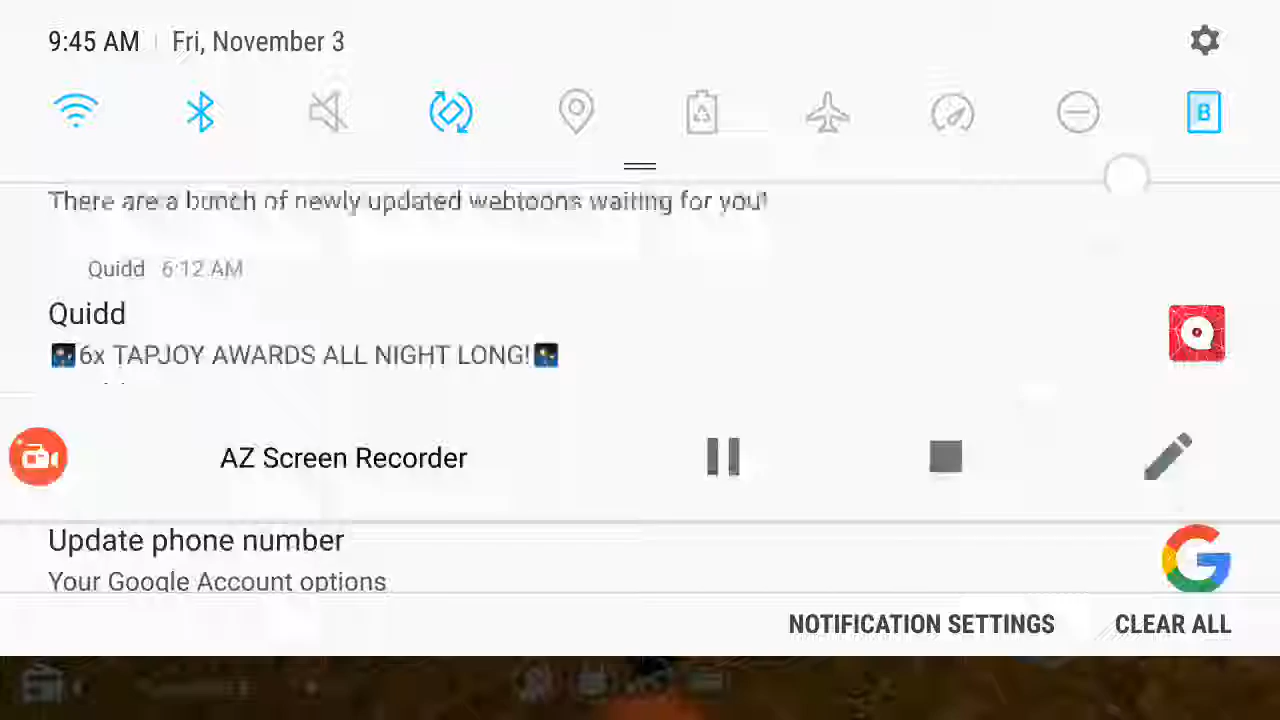 9:45 AM Fri, November 3
B
There are a bunch of newly updated webtoons waiting for you!
Quidd 6:12 AM
Quidd
6x TAPJOY AWARDS ALL NIGHT LONG!
AZ Screen Recorder
Update phone number
Your Google Account options
NOTIFICATION SETTINGS CLEAR ALL